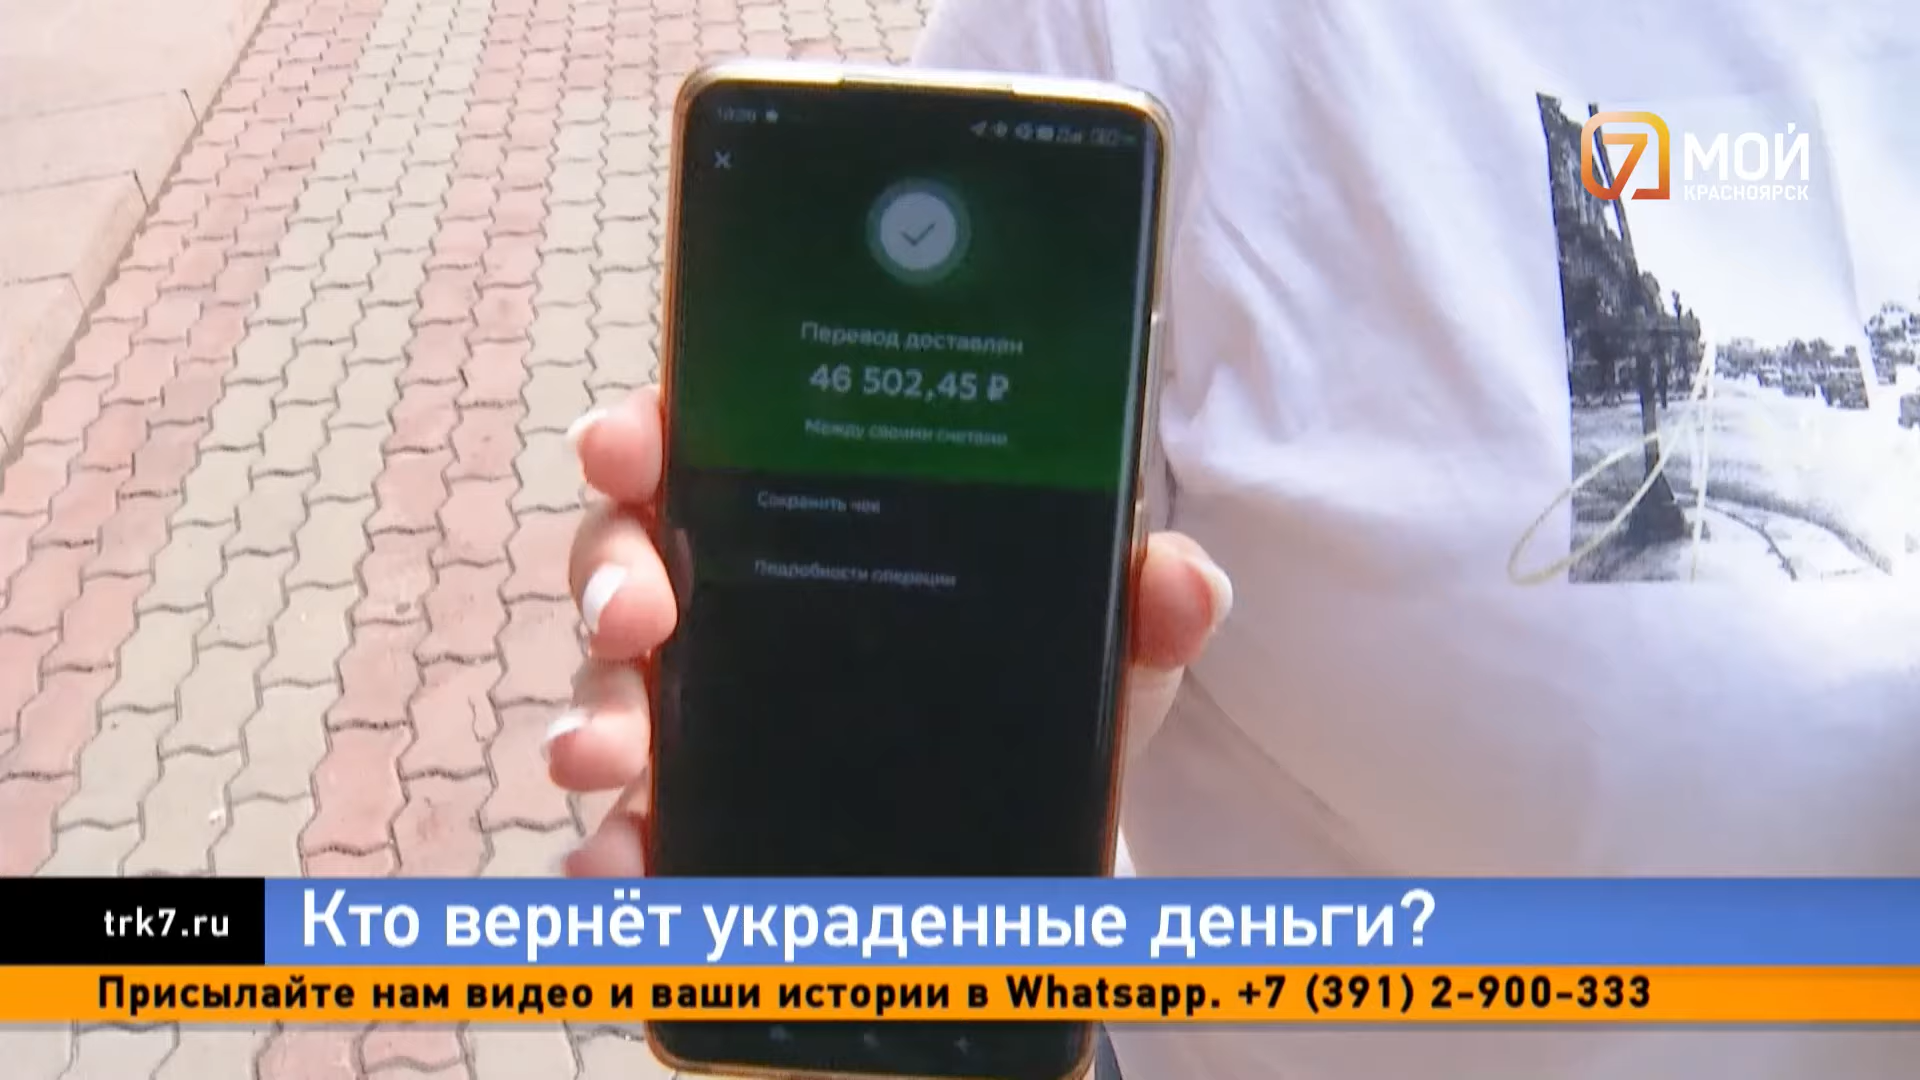 7 МОЙ
КРАСНОЯРСК
Перевод доставлен
46 502,45 ₽
Между своими счетами
Сохранить чек
Подробности операции
trk7.ru
Кто вернёт украденные деньги?
Присылайте нам видео и ваши истории в Whatsapp. +7 (391) 2-900-333